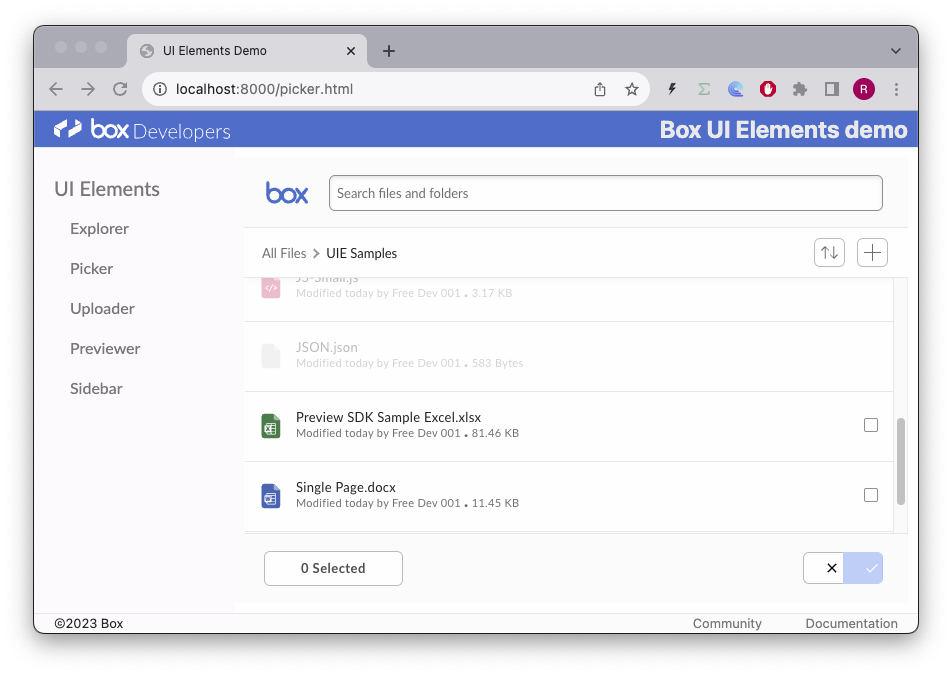 UI Elements Demo
localhost:8000/picker.html
R
box Developers
Box UI Elements demo
UI Elements
Explorer
Picker
Uploader
Previewer
Sidebar
box
Search files and folders
All Files
UIE Samples
JS-Small.js
Modified today by Free Dev 001 • 3.17 KB
JSON.json
Modified today by Free Dev 001 • 583 Bytes
Preview SDK Sample Excel.xlsx
Modified today by Free Dev 001 • 81.46 KB
Single Page.docx
Modified today by Free Dev 001 • 11.45 KB
0 Selected
©2023 Box
Community
Documentation